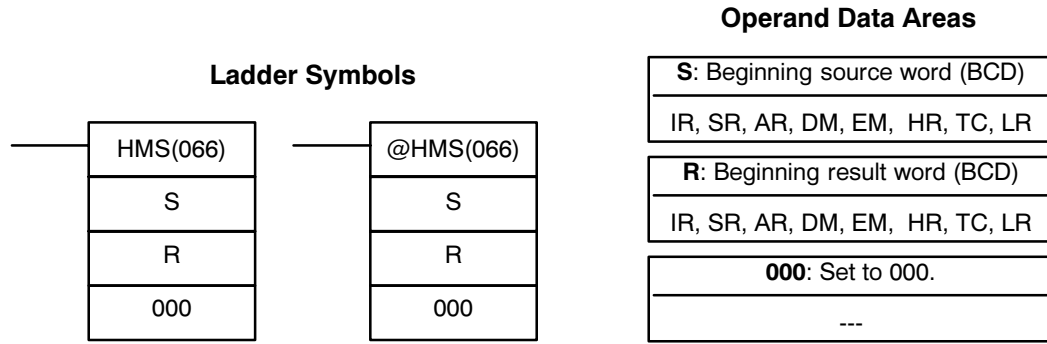 Ladder Symbols
HMS(066)
S
R
000
@HMS(066)
S
R
000
Operand Data Areas
S: Beginning source word (BCD)
IR, SR, AR, DM, EM, HR, TC, LR
R: Beginning result word (BCD)
IR, SR, AR, DM, EM, HR, TC, LR
000: Set to 000.
---